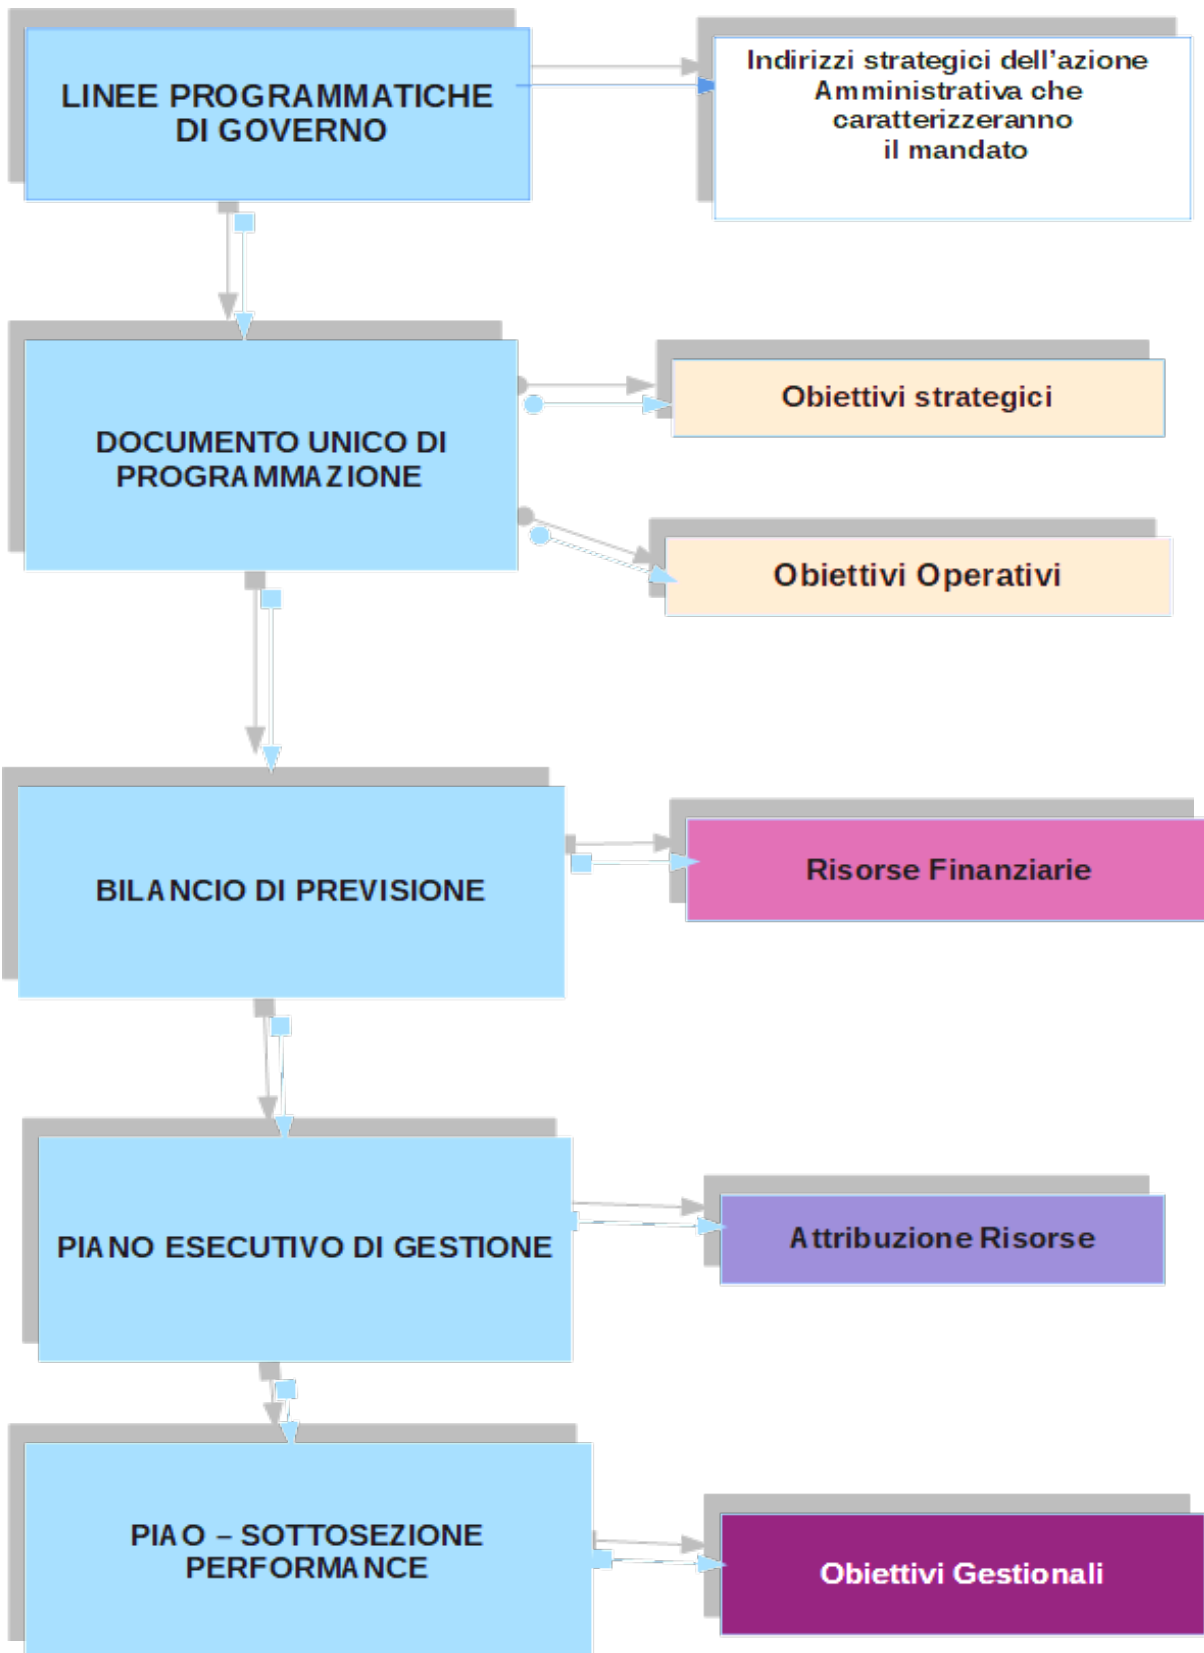 LINEE PROGRAMMATICHE
DI GOVERNO
Indirizzi strategici dell'azione
Amministrativa che
caratterizzeranno
il mandato
DOCUMENTO UNICO DI
PROGRAMMAZIONE
Obiettivi strategici
Obiettivi Operativi
BILANCIO DI PREVISIONE
Risorse Finanziarie
PIANO ESECUTIVO DI GESTIONE
Attribuzione Risorse
PIAO – SOTTOSEZIONE
PERFORMANCE
Obiettivi Gestionali